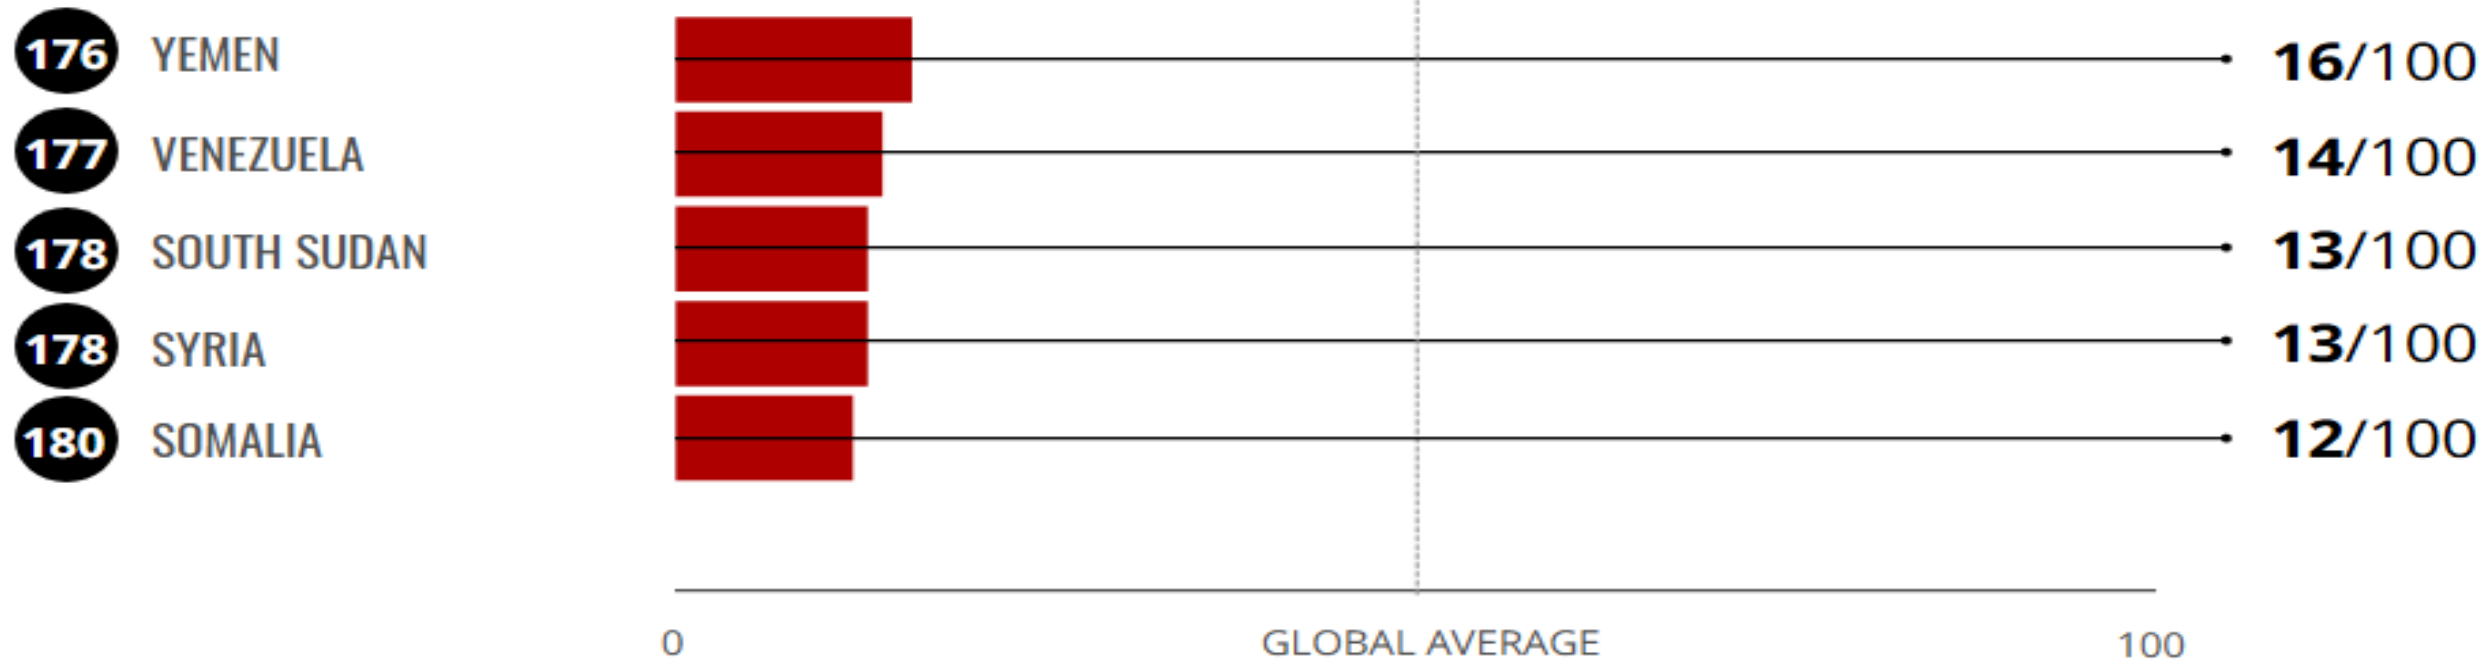 176 YEMEN 16/100
177 VENEZUELA 14/100
178 SOUTH SUDAN 13/100
178 SYRIA 13/100
180 SOMALIA 12/100
0 GLOBAL AVERAGE 100